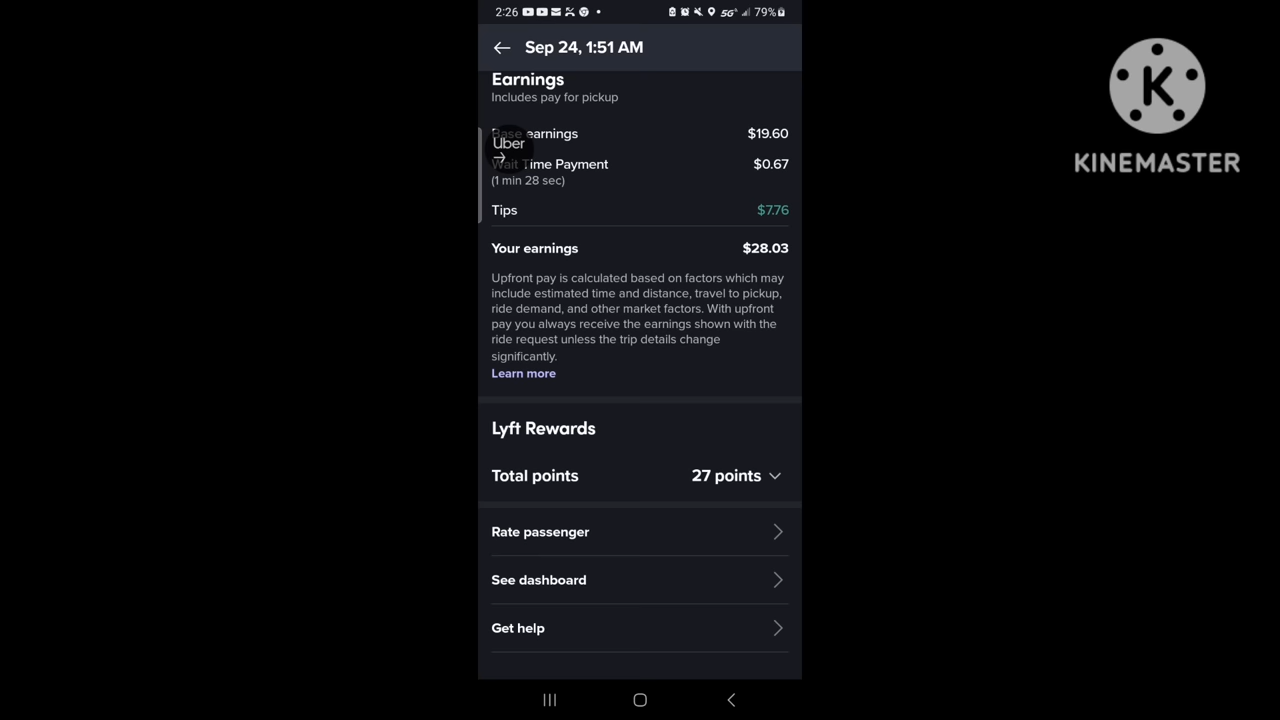 2:26
5G
79%
Sep 24, 1:51 AM
Earnings
Includes pay for pickup
Base earnings $19.60
Uber
Wait Time Payment $0.67
(1 min 28 sec)
Tips $7.76
Your earnings $28.03
Upfront pay is calculated based on factors which may
include estimated time and distance, travel to pickup,
ride demand, and other market factors. With upfront
pay you always receive the earnings shown with the
ride request unless the trip details change
significantly.
Learn more
Lyft Rewards
Total points 27 points
Rate passenger
See dashboard
Get help
K
KINEMASTER